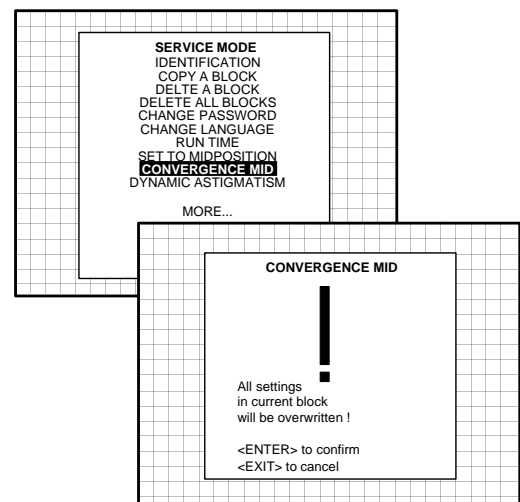 SERVICE MODE
IDENTIFICATION
COPY A BLOCK
DELTE A BLOCK
DELETE ALL BLOCKS
CHANGE PASSWORD
CHANGE LANGUAGE
RUN TIME
SET TO MIDPOSITION
CONVERGENCE MID
DYNAMIC ASTIGMATISM
MORE...
CONVERGENCE MID
!
All settings
in current block
will be overwritten !
<ENTER> to confirm
<EXIT> to cancel